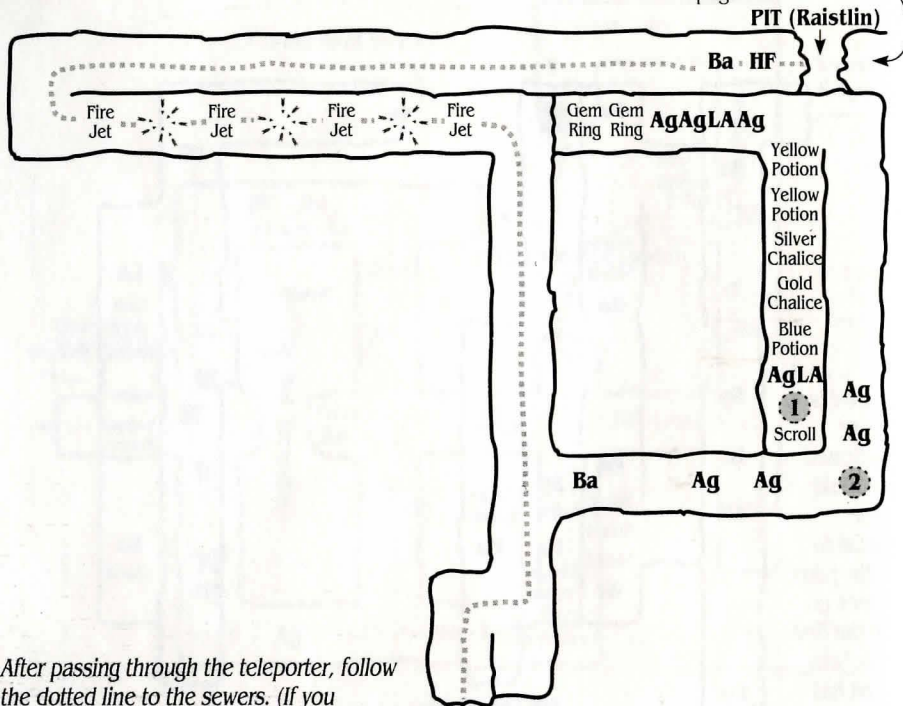 PIT (Raistlin)
Ba HF
Fire Jet
Fire Jet
Fire Jet
Fire Jet
Gem Ring
Gem Ring
AgAgLAAg
Yellow Potion
Yellow Potion
Silver Chalice
Gold Chalice
Blue Potion
AgLA
1
Scroll
Ag
Ag
2
Ba
Ag
Ag
After passing through the teleporter, follow
the dotted line to the sewers. (If you